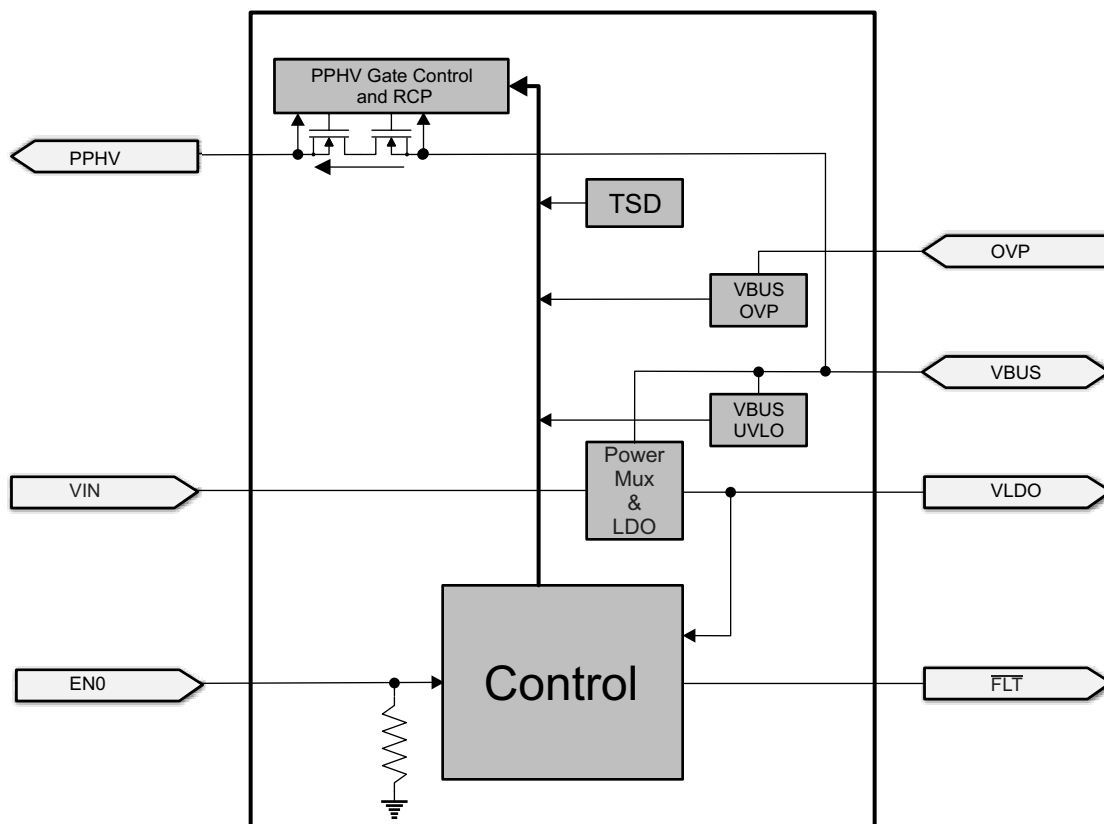 PPHV Gate Control
and RCP
PPHV
TSD
OVP
VBUS
OVP
VBUS
VBUS
UVLO
Power
Mux
&
LDO
VIN
VLDO
Control
EN0
FLT